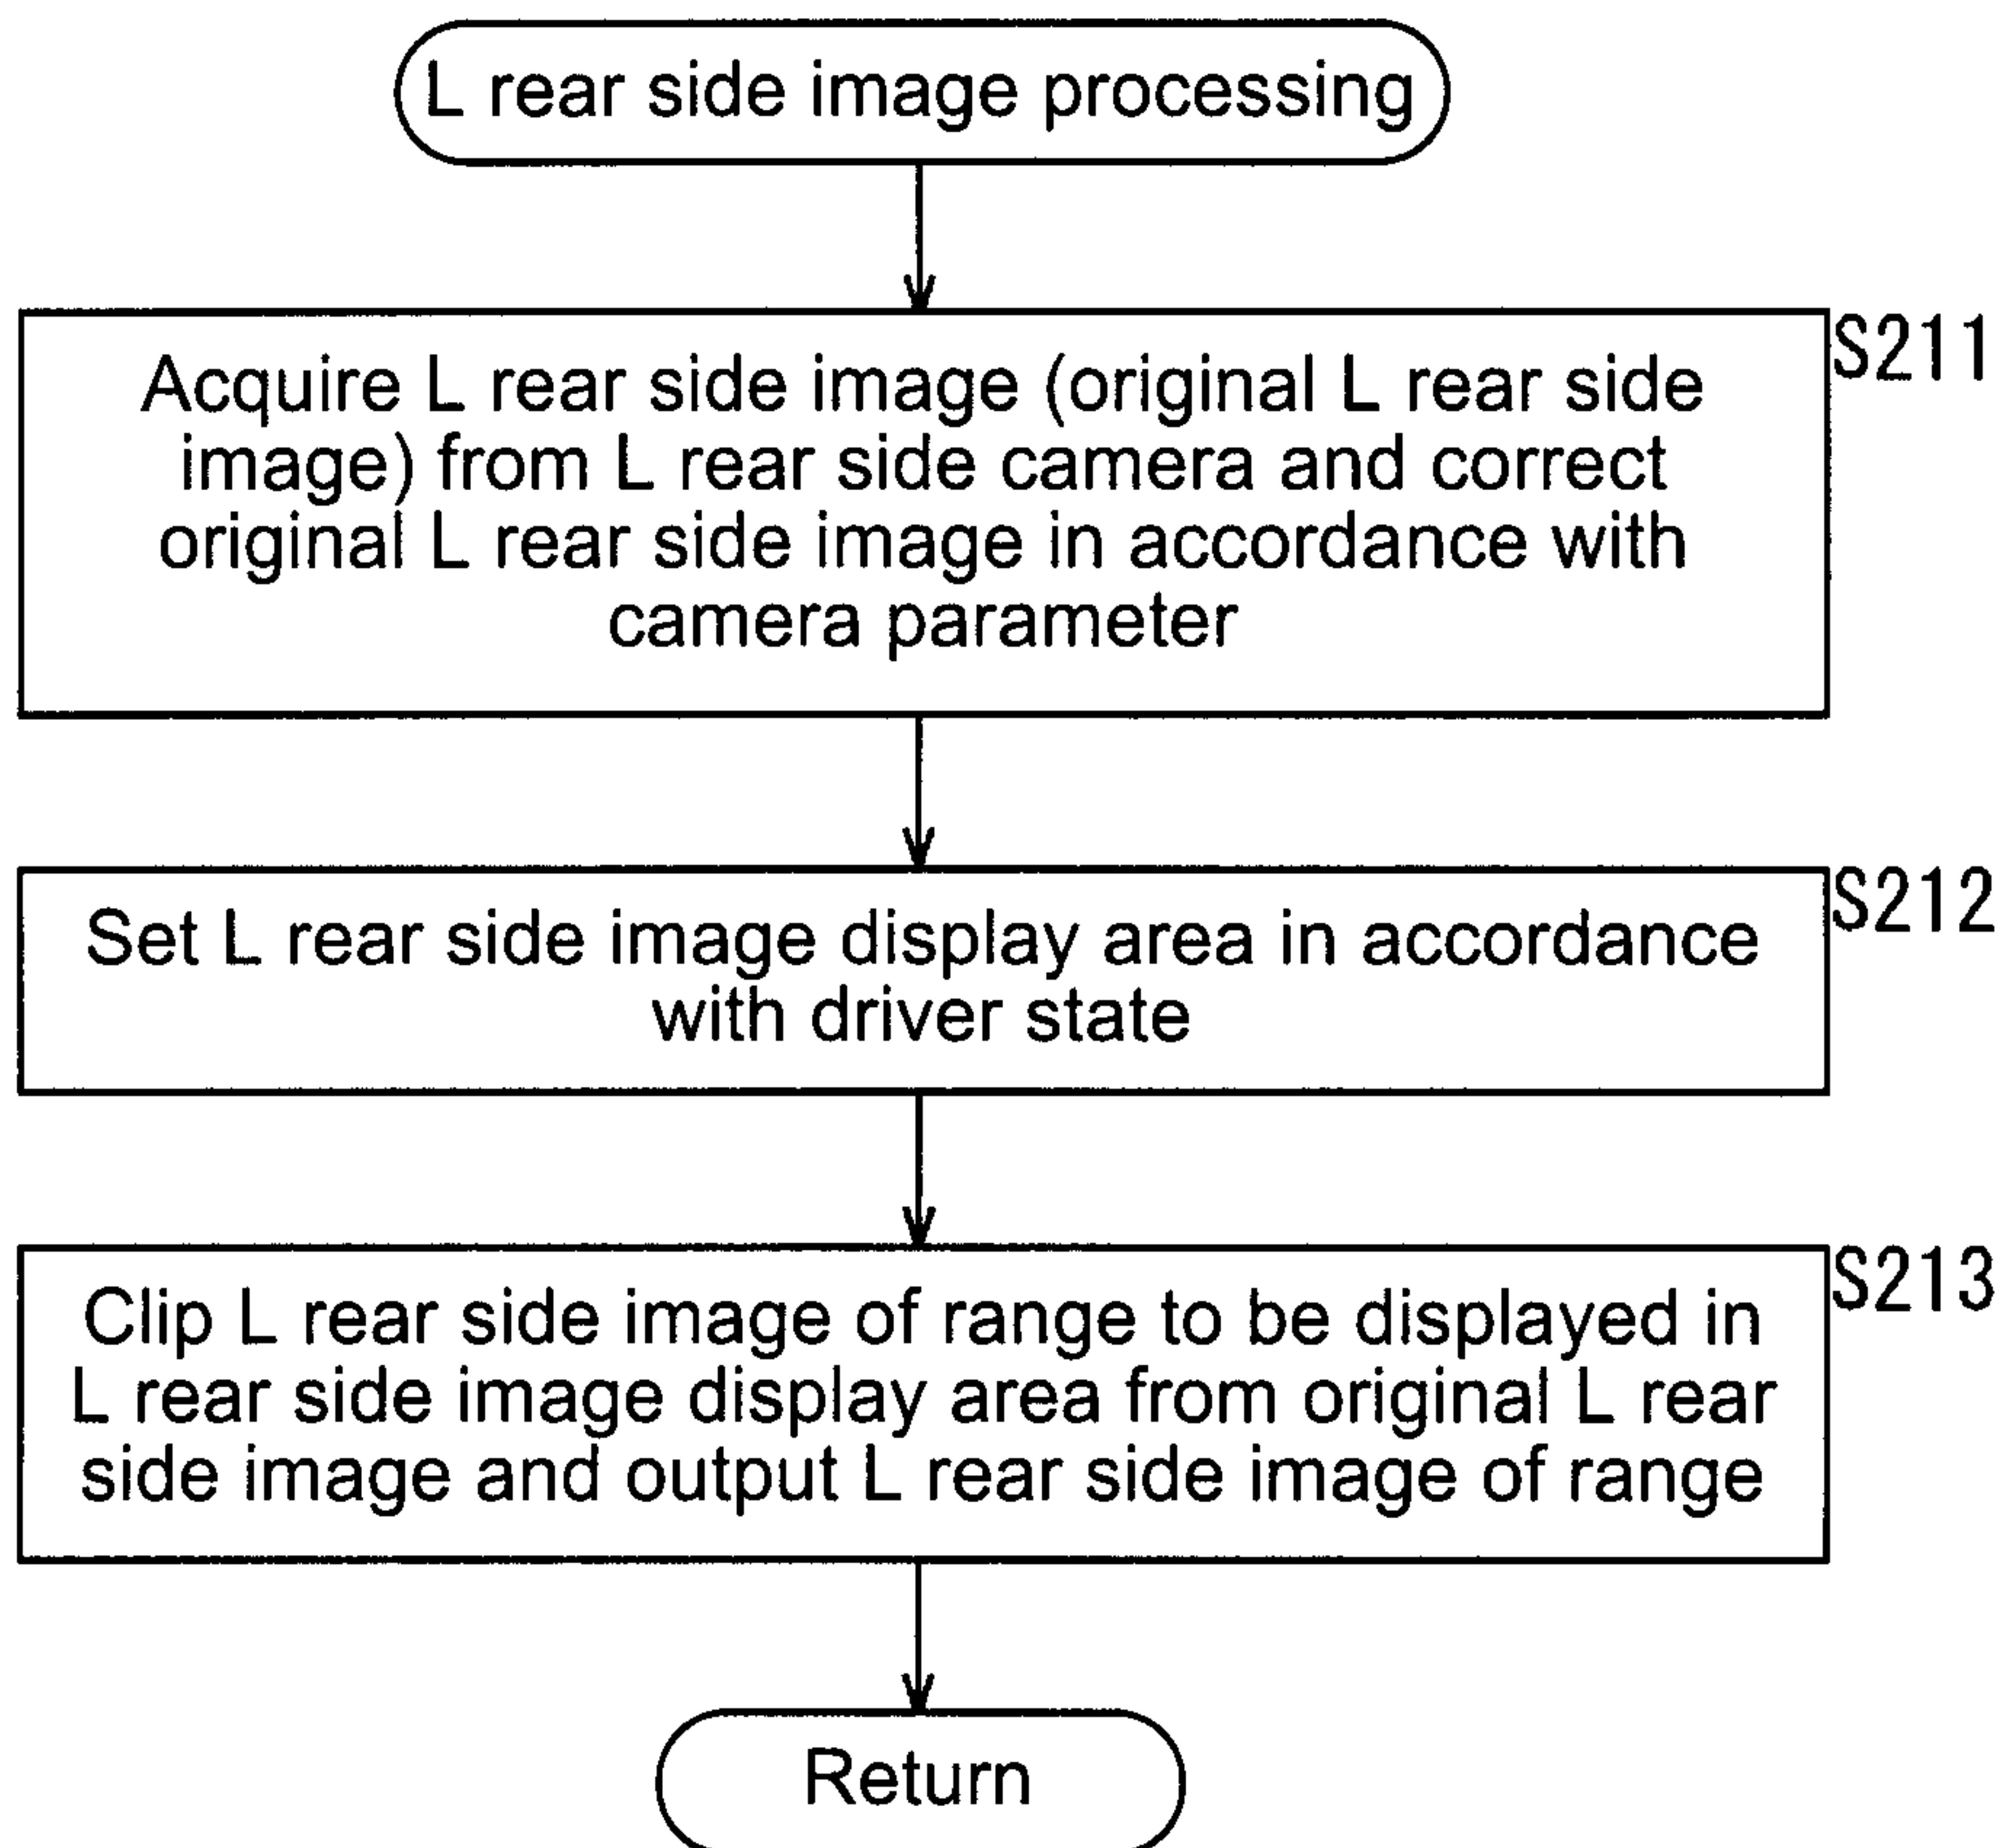 L rear side image processing
S211
Acquire L rear side image (original L rear side
image) from L rear side camera and correct
original L rear side image in accordance with
camera parameter
S212
Set L rear side image display area in accordance
with driver state
S213
Clip L rear side image of range to be displayed in
L rear side image display area from original L rear
side image and output L rear side image of range
Return